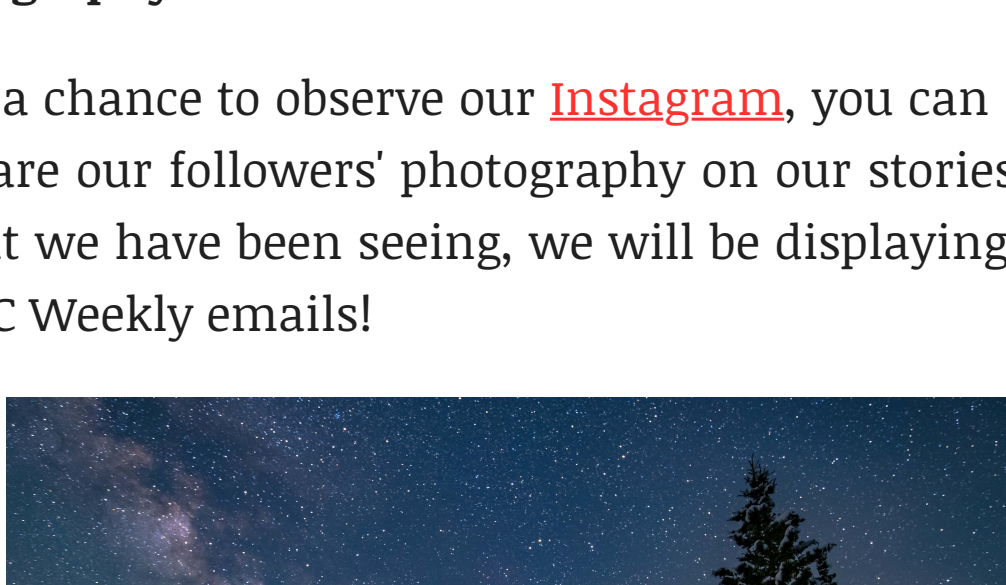 a chance to observe our Instagram, you can
are our followers' photography on our stories
we have been seeing, we will be displaying
Weekly emails!